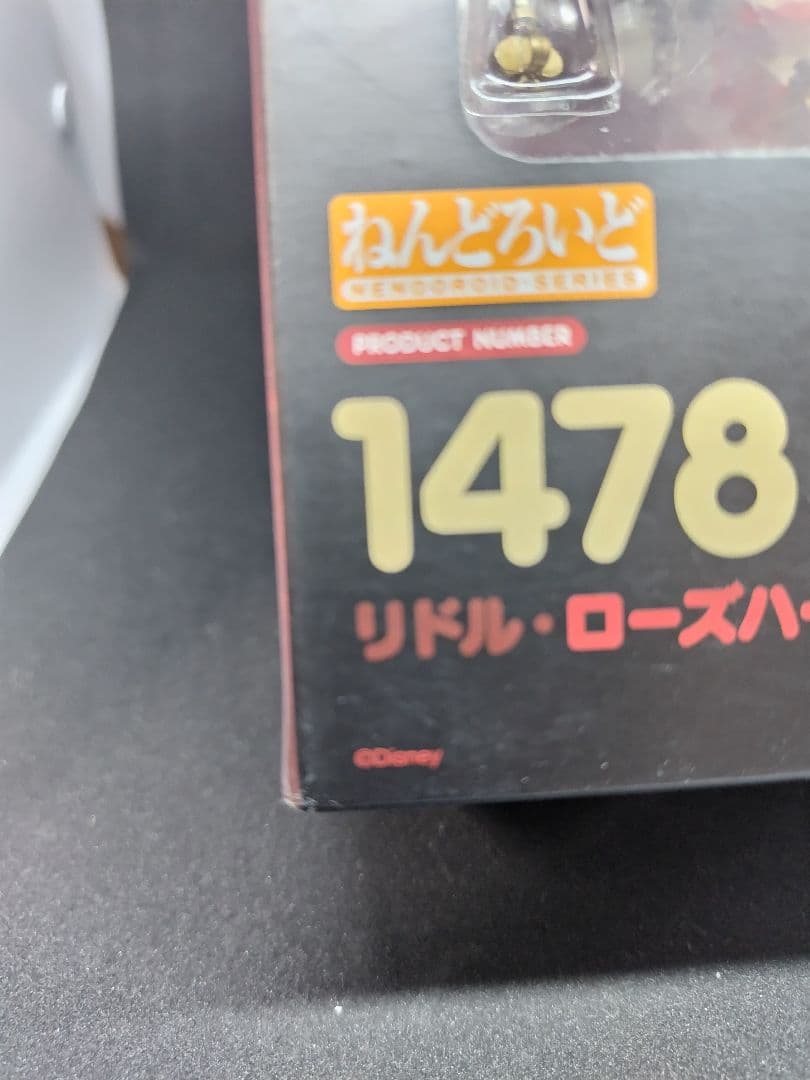 ねんどろいど
NENDOROID SERIES
PRODUCT NUMBER
1478
リドル・ローズハー
©Disney